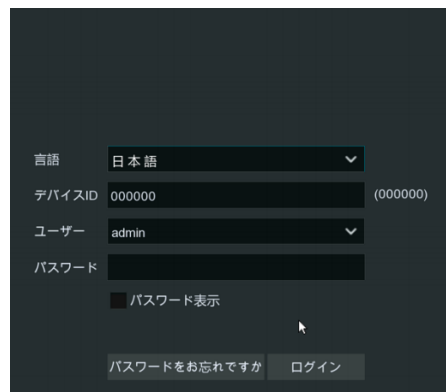 言語 日本語
デバイスID 000000 (000000)
ユーザー admin
パスワード
パスワード表示
パスワードをお忘れですか ログイン